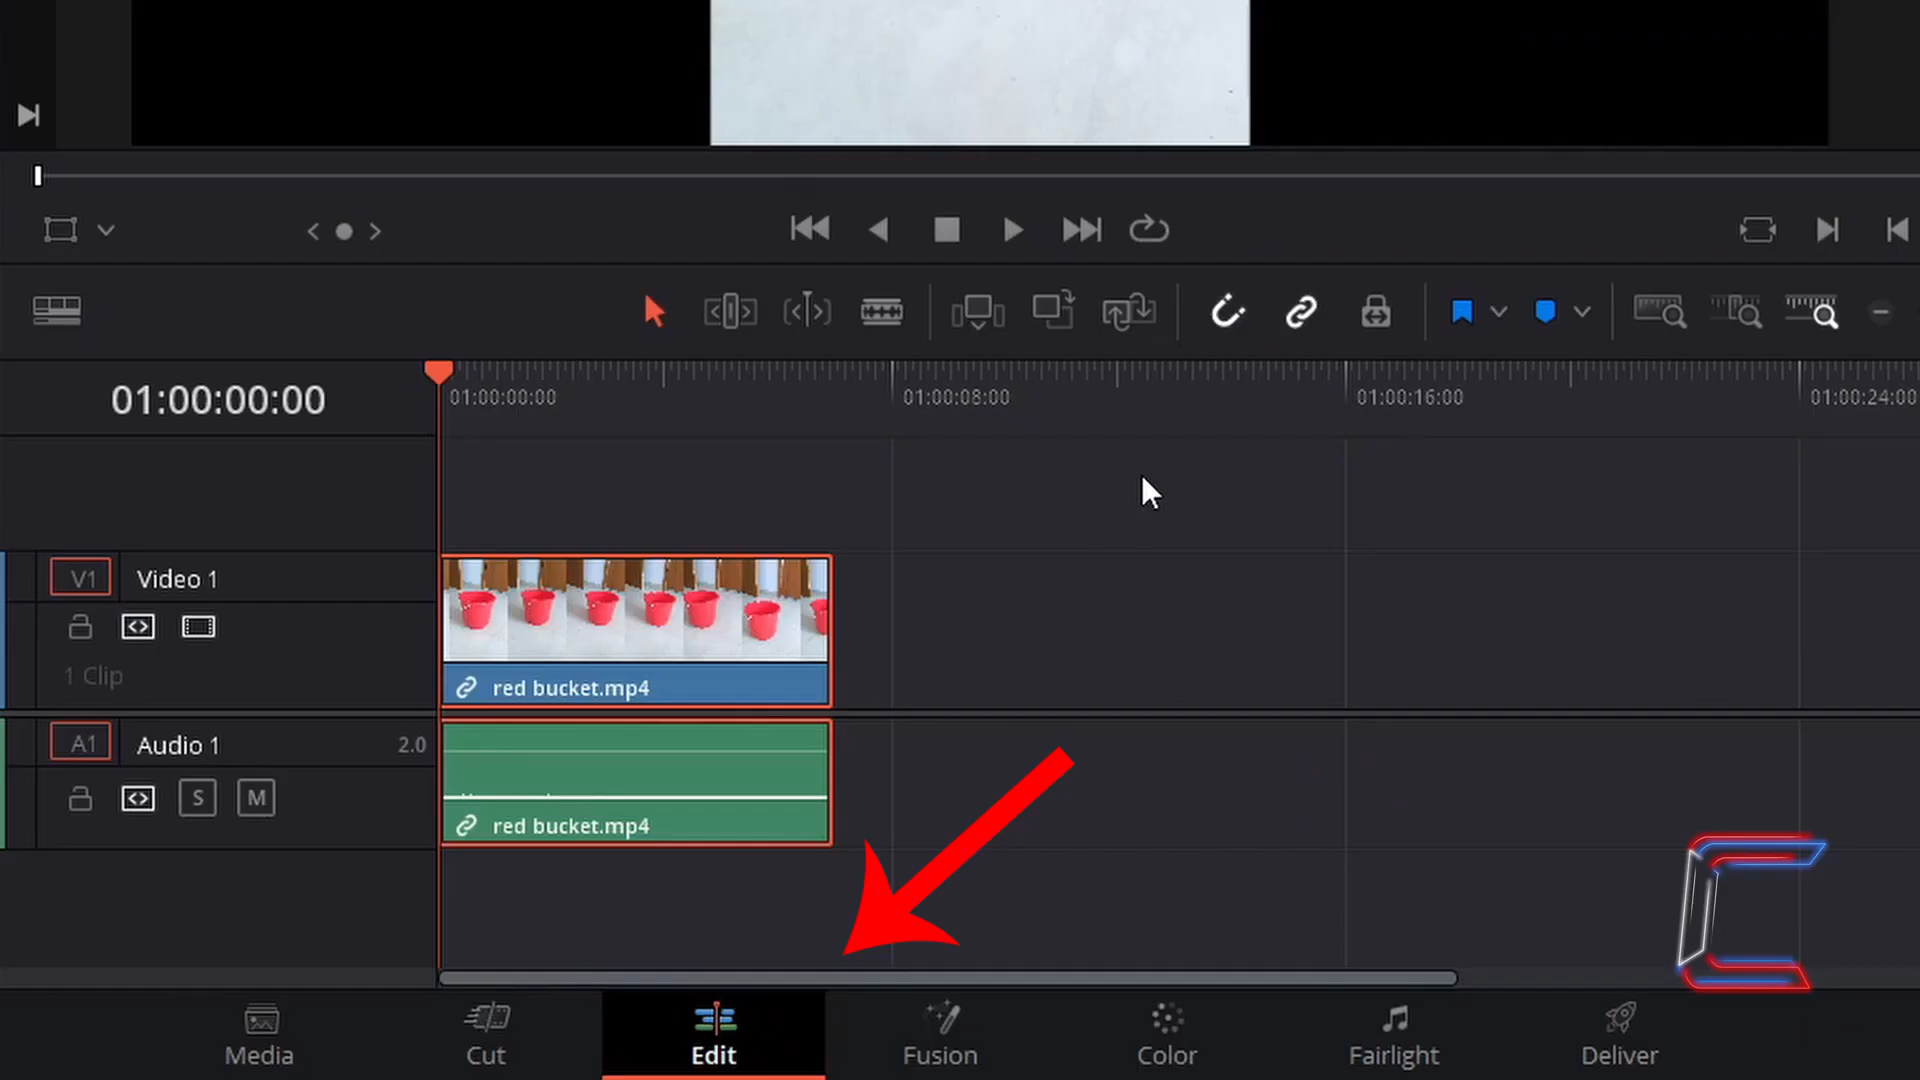 01:00:00:00
01:00:00:00
01:00:08:00
01:00:16:00
01:00:24:00
V1 Video 1
1 Clip
red bucket.mp4
A1 Audio 1 2.0
S M
red bucket.mp4
Media Cut Edit Fusion Color Fairlight Deliver